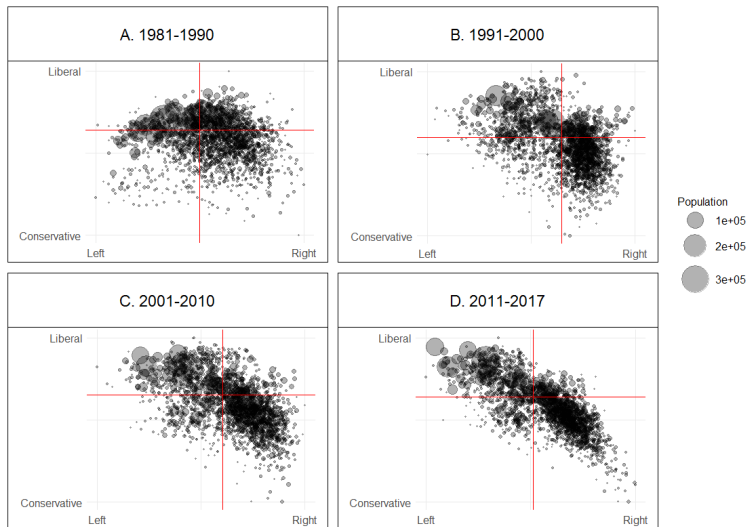 A. 1981-1990
B. 1991-2000
Liberal
Conservative
Left
Right
Liberal
Conservative
Left
Right
C. 2001-2010
D. 2011-2017
Liberal
Conservative
Left
Right
Liberal
Conservative
Left
Right
Population
1e+05
2e+05
3e+05